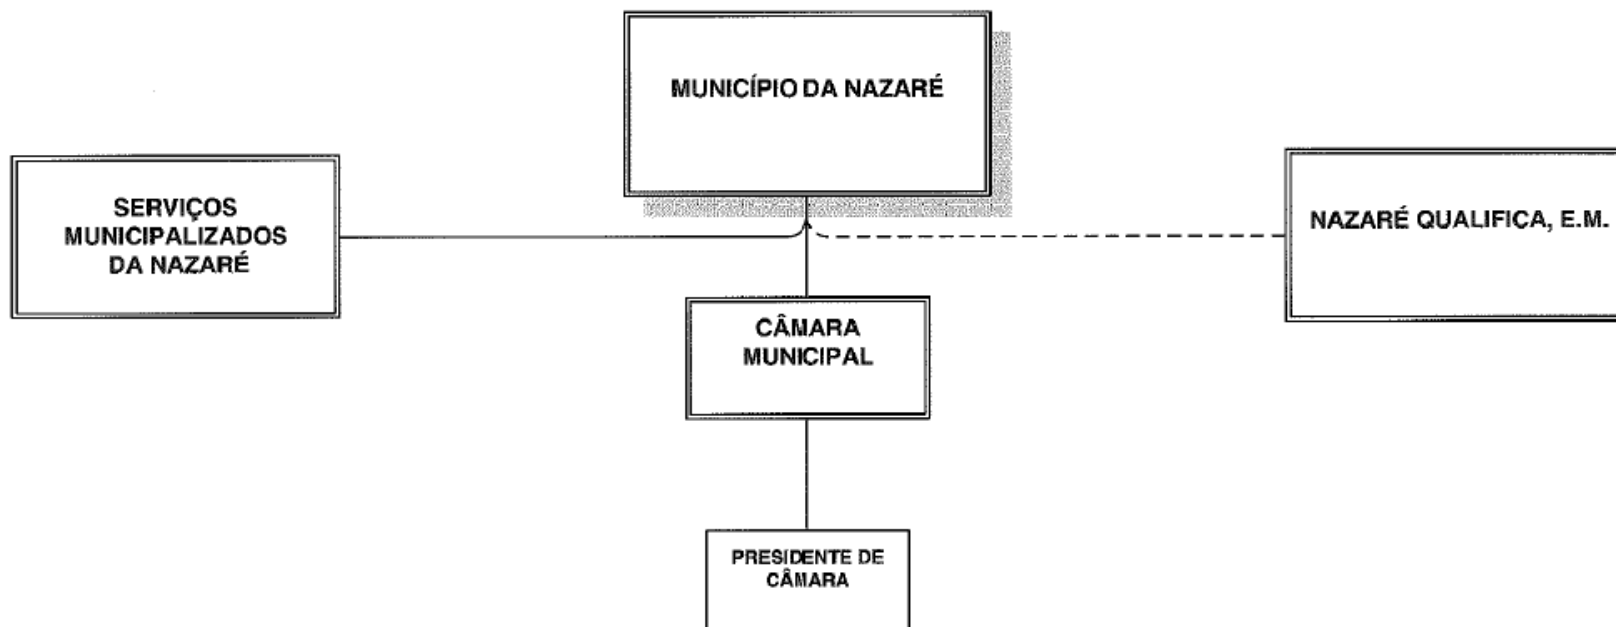 MUNICÍPIO DA NAZARÉ
SERVIÇOS
MUNICIPALIZADOS
DA NAZARÉ
NAZARÉ QUALIFICA, E.M.
CÂMARA
MUNICIPAL
PRESIDENTE DE
CÂMARA